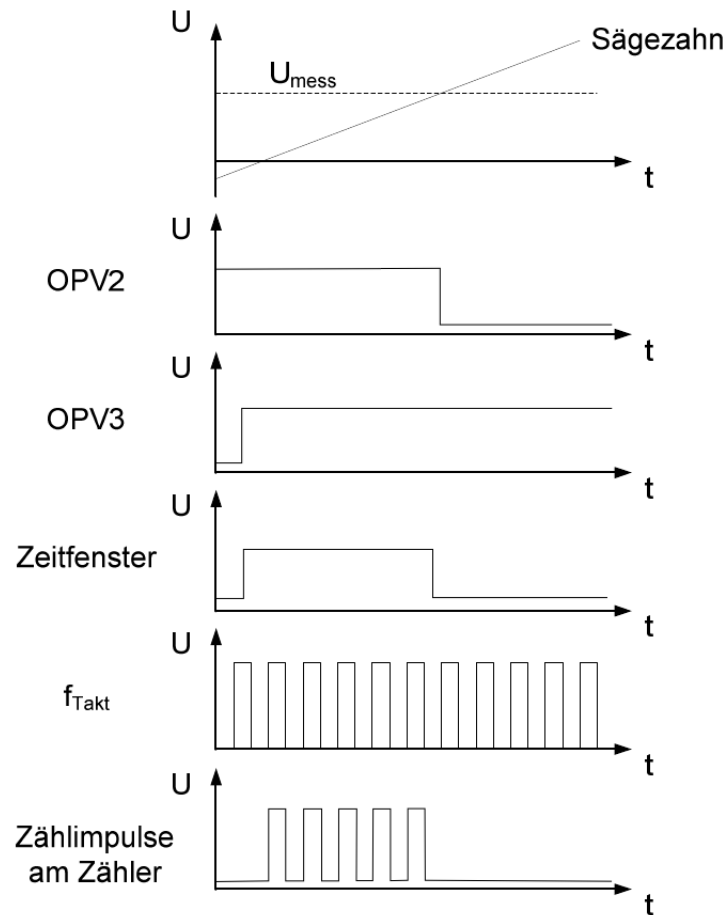 U
Sägezahn
Umess
t
U
OPV2
t
U
OPV3
t
U
Zeitfenster
t
U
fTakt
t
U
Zählimpulse
am Zähler
t